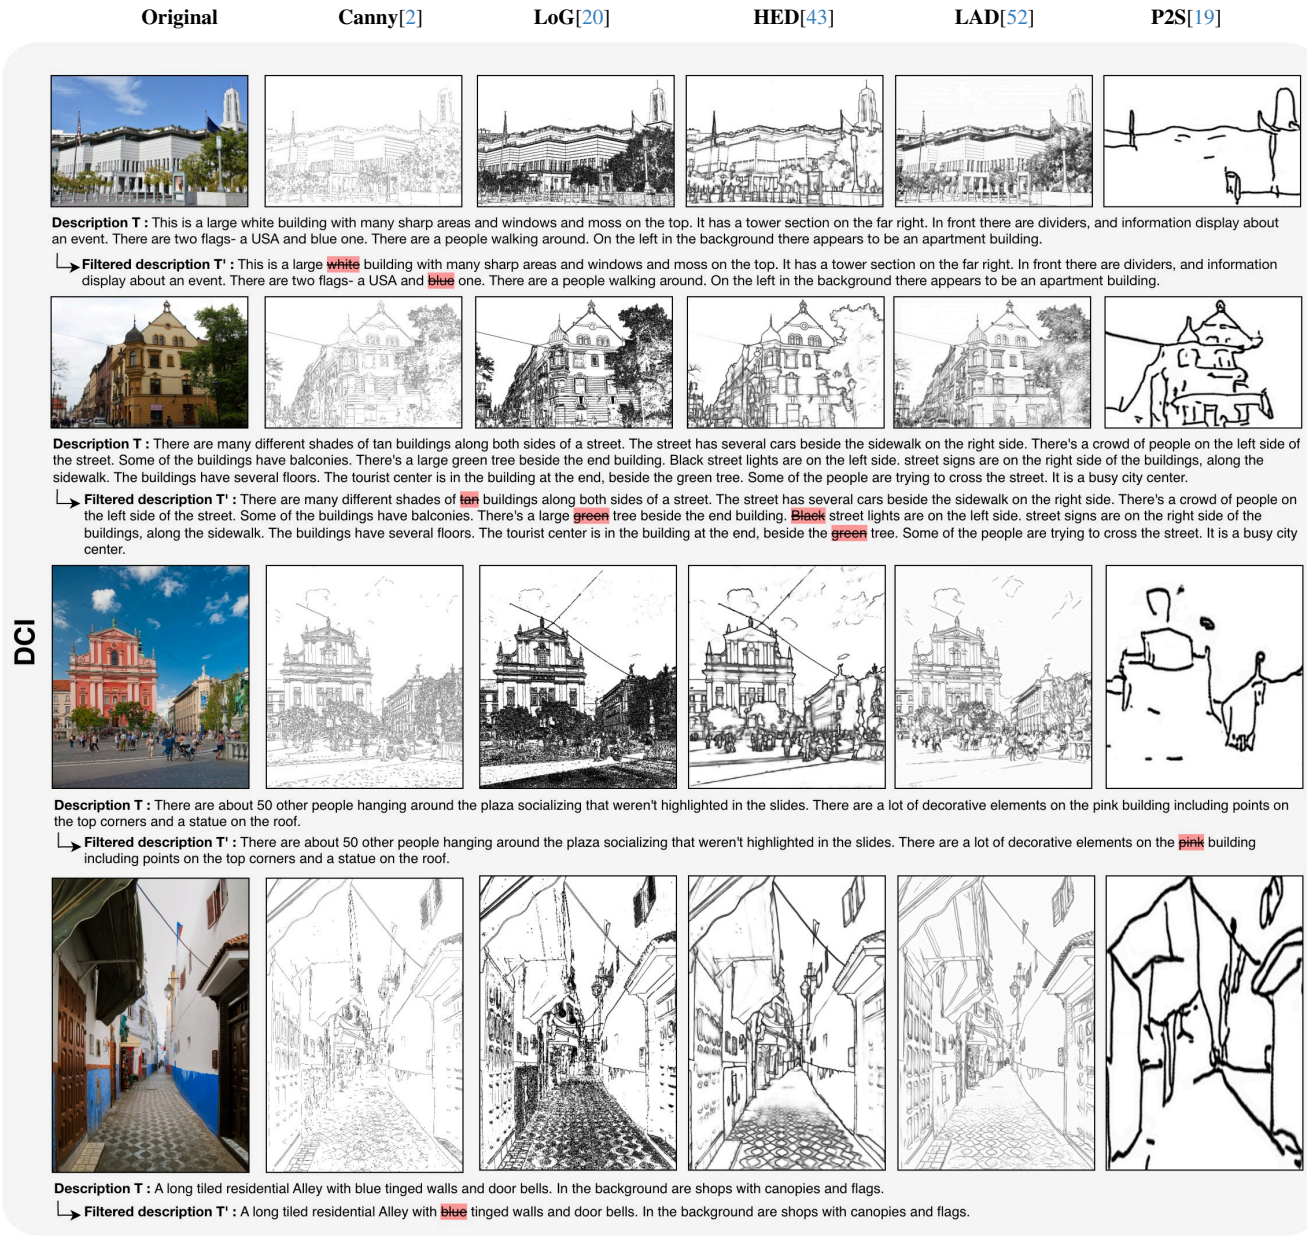 Original Canny[2] LoG[20] HED[43] LAD[52] P2S[19]
DCI
Description T : This is a large white building with many sharp areas and windows and moss on the top. It has a tower section on the far right. In front there are dividers, and information display about
an event. There are two flags- a USA and blue one. There are a people walking around. On the left in the background there appears to be an apartment building.
Filtered description T' : This is a large white building with many sharp areas and windows and moss on the top. It has a tower section on the far right. In front there are dividers, and information
display about an event. There are two flags- a USA and blue one. There are a people walking around. On the left in the background there appears to be an apartment building.
Description T : There are many different shades of tan buildings along both sides of a street. The street has several cars beside the sidewalk on the right side. There's a crowd of people on the left side of
the street. Some of the buildings have balconies. There's a large green tree beside the end building. Black street lights are on the left side. street signs are on the right side of the buildings, along the
sidewalk. The buildings have several floors. The tourist center is in the building at the end, beside the green tree. Some of the people are trying to cross the street. It is a busy city center.
Filtered description T' : There are many different shades of tan buildings along both sides of a street. The street has several cars beside the sidewalk on the right side. There's a crowd of people on
the left side of the street. Some of the buildings have balconies. There's a large green tree beside the end building. Black street lights are on the left side. street signs are on the right side of the
buildings, along the sidewalk. The buildings have several floors. The tourist center is in the building at the end, beside the green tree. Some of the people are trying to cross the street. It is a busy city
center.
Description T : There are about 50 other people hanging around the plaza socializing that weren't highlighted in the slides. There are a lot of decorative elements on the pink building including points on
the top corners and a statue on the roof.
Filtered description T' : There are about 50 other people hanging around the plaza socializing that weren't highlighted in the slides. There are a lot of decorative elements on the pink building
including points on the top corners and a statue on the roof.
Description T : A long tiled residential Alley with blue tinged walls and door bells. In the background are shops with canopies and flags.
Filtered description T' : A long tiled residential Alley with blue tinged walls and door bells. In the background are shops with canopies and flags.